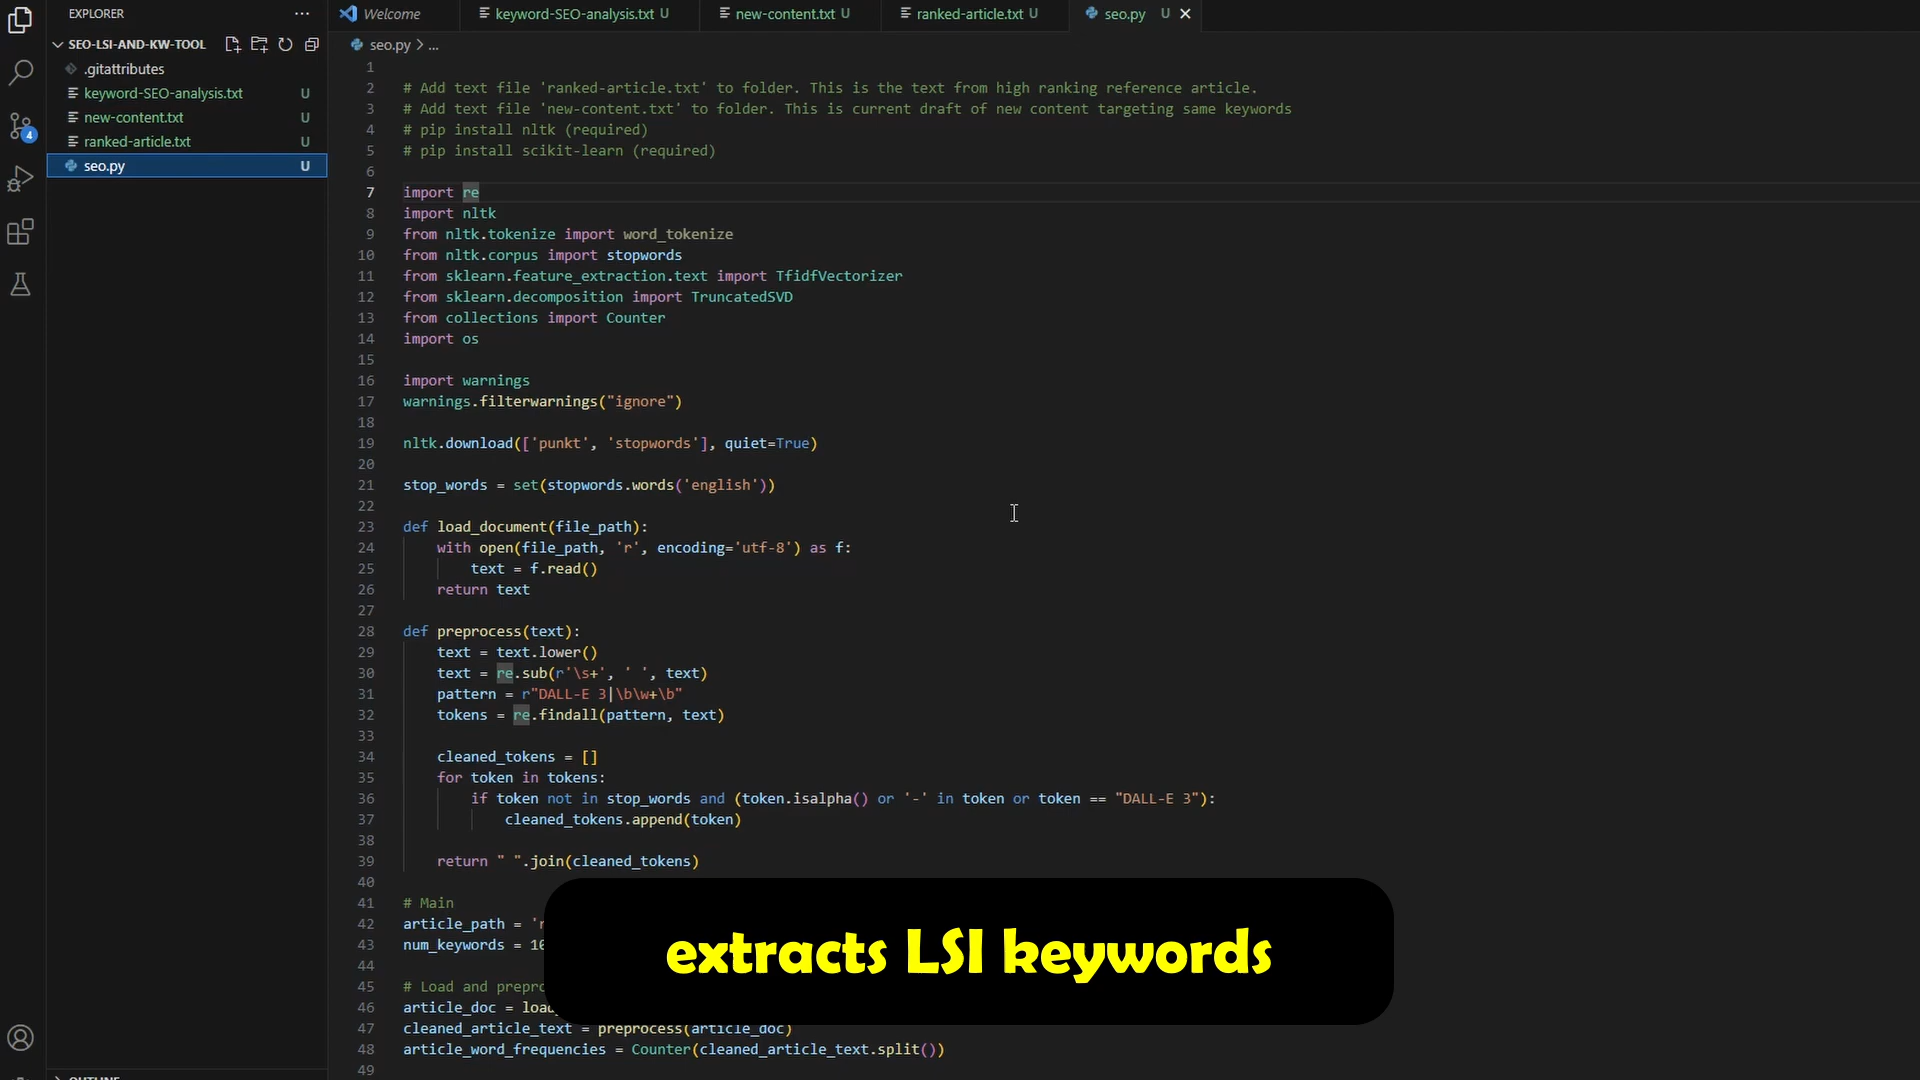 EXPLORER
SEO-LSI-AND-KW-TOOL
.gitattributes
keyword-SEO-analysis.txt U
new-content.txt U
ranked-article.txt U
seo.py U
4
Welcome
keyword-SEO-analysis.txt U
new-content.txt U
ranked-article.txt U
seo.py U
seo.py > ...
1
2 # Add text file 'ranked-article.txt' to folder. This is the text from high ranking reference article.
3 # Add text file 'new-content.txt' to folder. This is current draft of new content targeting same keywords
4 # pip install nltk (required)
5 # pip install scikit-learn (required)
6
7 import re
8 import nltk
9 from nltk.tokenize import word_tokenize
10 from nltk.corpus import stopwords
11 from sklearn.feature_extraction.text import TfidfVectorizer
12 from sklearn.decomposition import TruncatedSVD
13 from collections import Counter
14 import os
15
16 import warnings
17 warnings.filterwarnings("ignore")
18
19 nltk.download(['punkt', 'stopwords'], quiet=True)
20
21 stop_words = set(stopwords.words('english'))
22
23 def load_document(file_path):
24     with open(file_path, 'r', encoding='utf-8') as f:
25         text = f.read()
26     return text
27
28 def preprocess(text):
29     text = text.lower()
30     text = re.sub(r'\s+', ' ', text)
31     pattern = r"DALL-E 3|\b\w+\b"
32     tokens = re.findall(pattern, text)
33
34     cleaned_tokens = []
35     for token in tokens:
36         if token not in stop_words and (token.isalpha() or '-' in token or token == "DALL-E 3"):
37             cleaned_tokens.append(token)
38
39     return " ".join(cleaned_tokens)
40
41 # Main
42 article_path = 'r
43 num_keywords = 10
44
45 # Load and prepro
46 article_doc = load
47 cleaned_article_text = preprocess(article_doc)
48 article_word_frequencies = Counter(cleaned_article_text.split())
49
extracts LSI keywords
OUTLINE